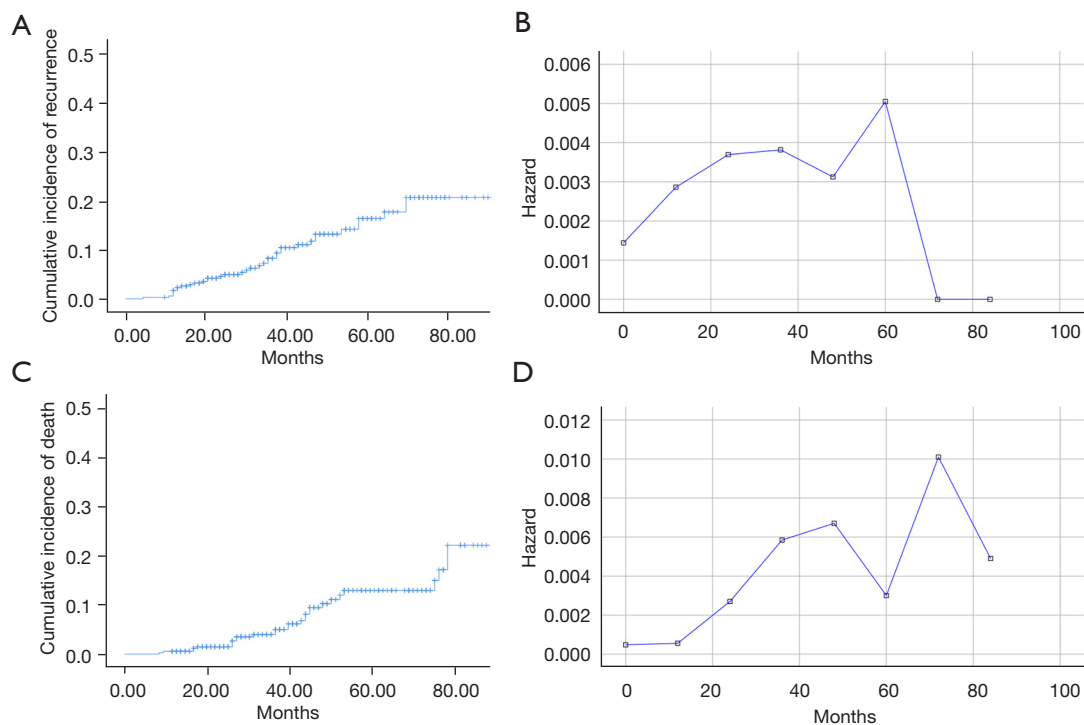 A
Cumulative incidence of recurrence
0.5
0.4
0.3
0.2
0.1
0.0
0.00 20.00 40.00 60.00 80.00
Months
B
Hazard
0.006
0.005
0.004
0.003
0.002
0.001
0.000
0 20 40 60 80 100
Months
C
Cumulative incidence of death
0.5
0.4
0.3
0.2
0.1
0.0
0.00 20.00 40.00 60.00 80.00
Months
D
Hazard
0.012
0.010
0.008
0.006
0.004
0.002
0.000
0 20 40 60 80 100
Months